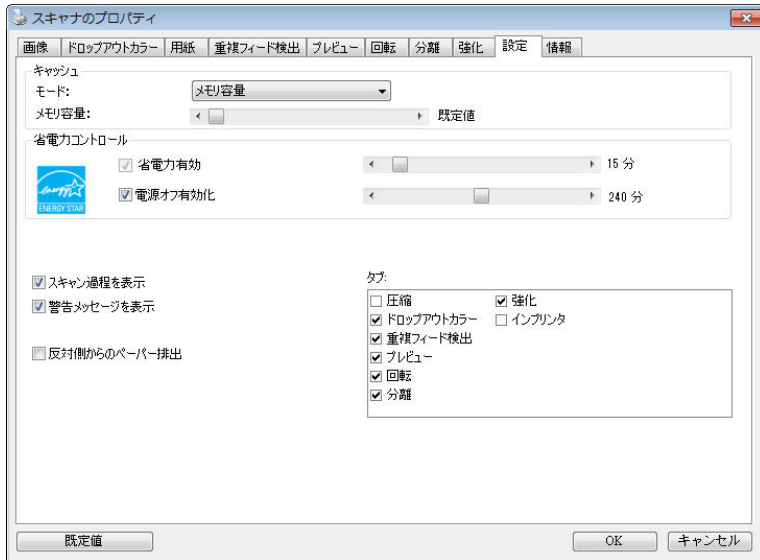 スキャナのプロパティ
画像 ドロップアウトカラー 用紙 重複フィード検出 プレビュー 回転 分離 強化 設定 情報
キャッシュ
モード: メモリ容量
メモリ容量: 既定値
省電力コントロール
energy
ENERGY STAR
省電力有効 15 分
電源オフ有効化 240 分
スキャン過程を表示
警告メッセージを表示
反対側からのペーパー排出
タブ:
圧縮 強化
ドロップアウトカラー インプリンタ
重複フィード検出
プレビュー
回転
分離
既定値 OK キャンセル